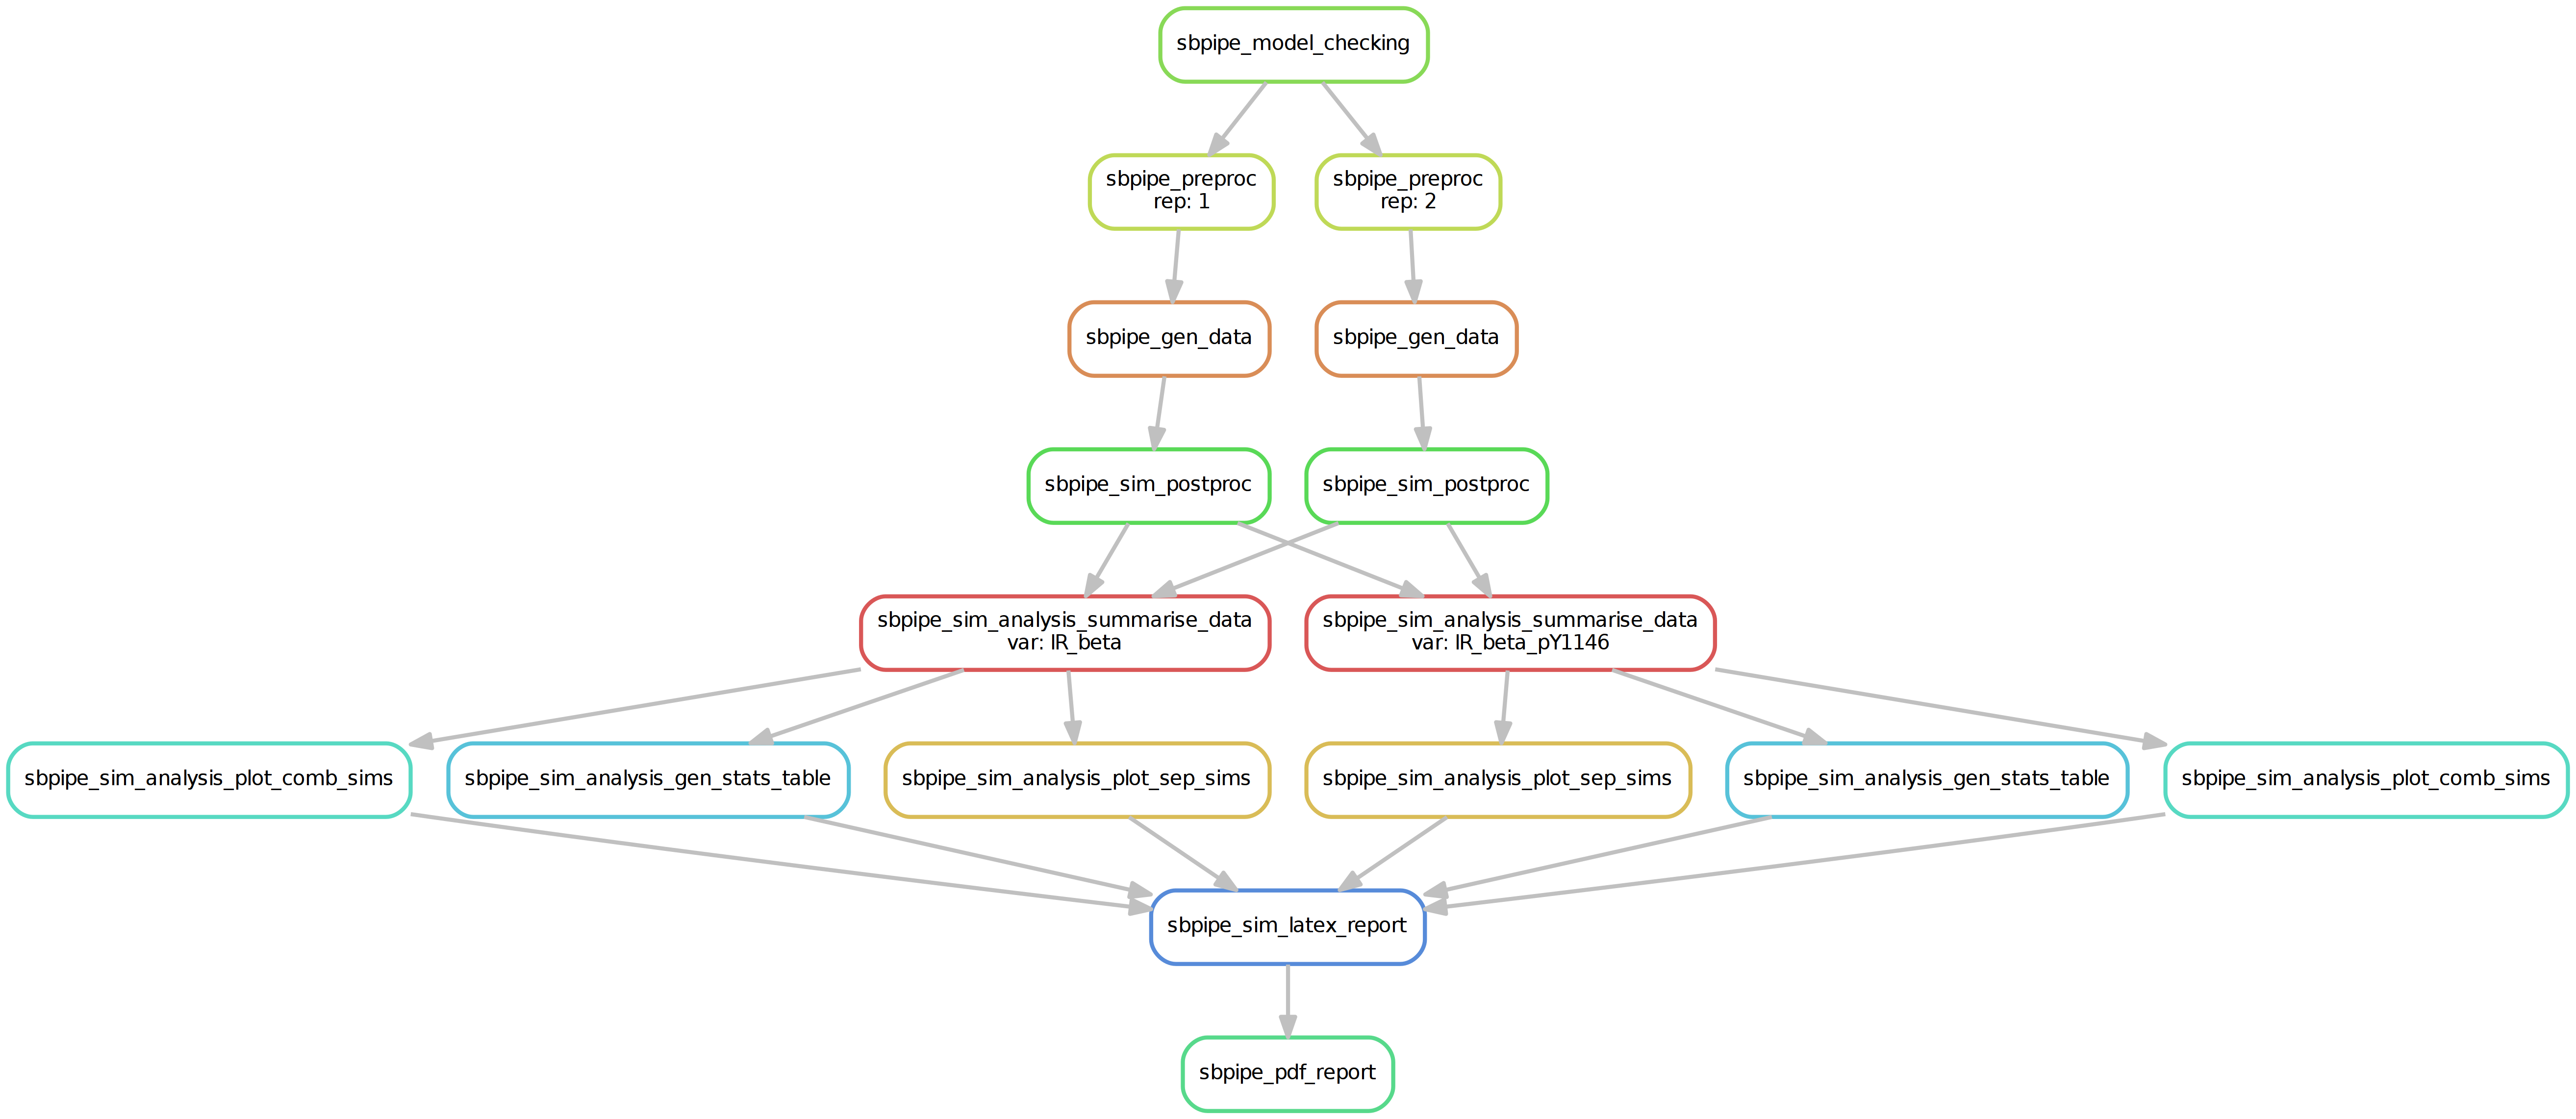 sbpipe_model_checking
sbpipe_preproc
rep: 1
sbpipe_preproc
rep: 2
sbpipe_gen_data
sbpipe_gen_data
sbpipe_sim_postproc
sbpipe_sim_postproc
sbpipe_sim_analysis_summarise_data
var: IR_beta
sbpipe_sim_analysis_summarise_data
var: IR_beta_pY1146
sbpipe_sim_analysis_plot_comb_sims
sbpipe_sim_analysis_gen_stats_table
sbpipe_sim_analysis_plot_sep_sims
sbpipe_sim_analysis_plot_sep_sims
sbpipe_sim_analysis_gen_stats_table
sbpipe_sim_analysis_plot_comb_sims
sbpipe_sim_latex_report
sbpipe_pdf_report